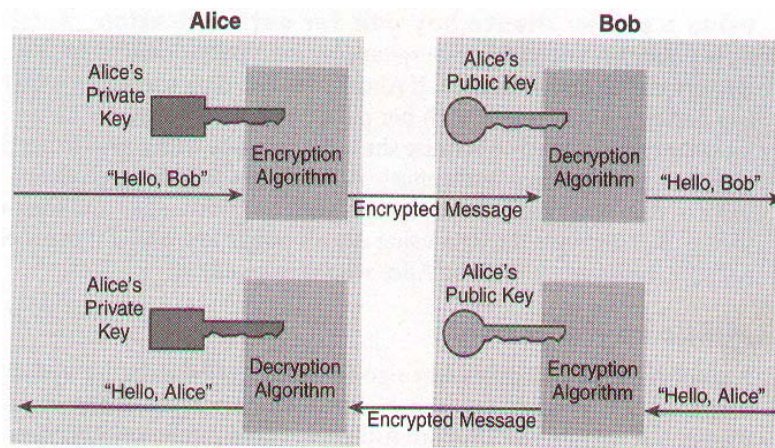 Alice
Bob
Alice's
Private
Key
Alice's
Public Key
Encryption
Algorithm
Decryption
Algorithm
"Hello, Bob"
Encrypted Message
"Hello, Bob"
Alice's
Private
Key
Alice's
Public Key
Decryption
Algorithm
Encryption
Algorithm
"Hello, Alice"
Encrypted Message
"Hello, Alice"